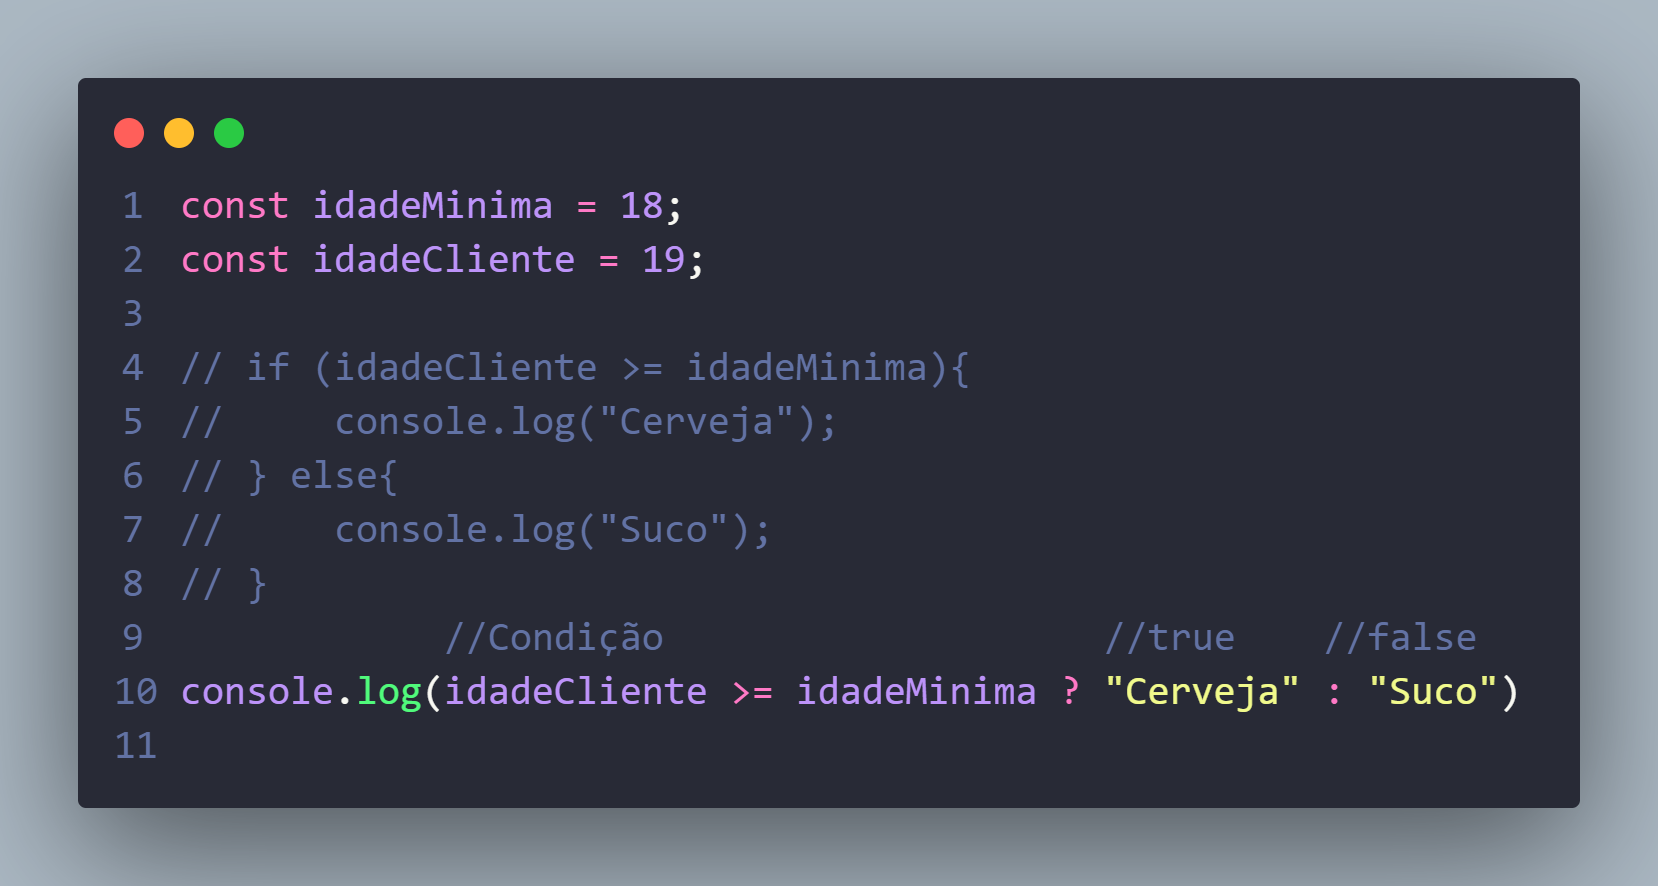 1 const idadeMinima = 18;
2 const idadeCliente = 19;
3
4 // if (idadeCliente >= idadeMinima){
5 //     console.log("Cerveja");
6 // } else{
7 //     console.log("Suco");
8 // }
9             //Condição                    //true    //false
10 console.log(idadeCliente >= idadeMinima ? "Cerveja" : "Suco")
11